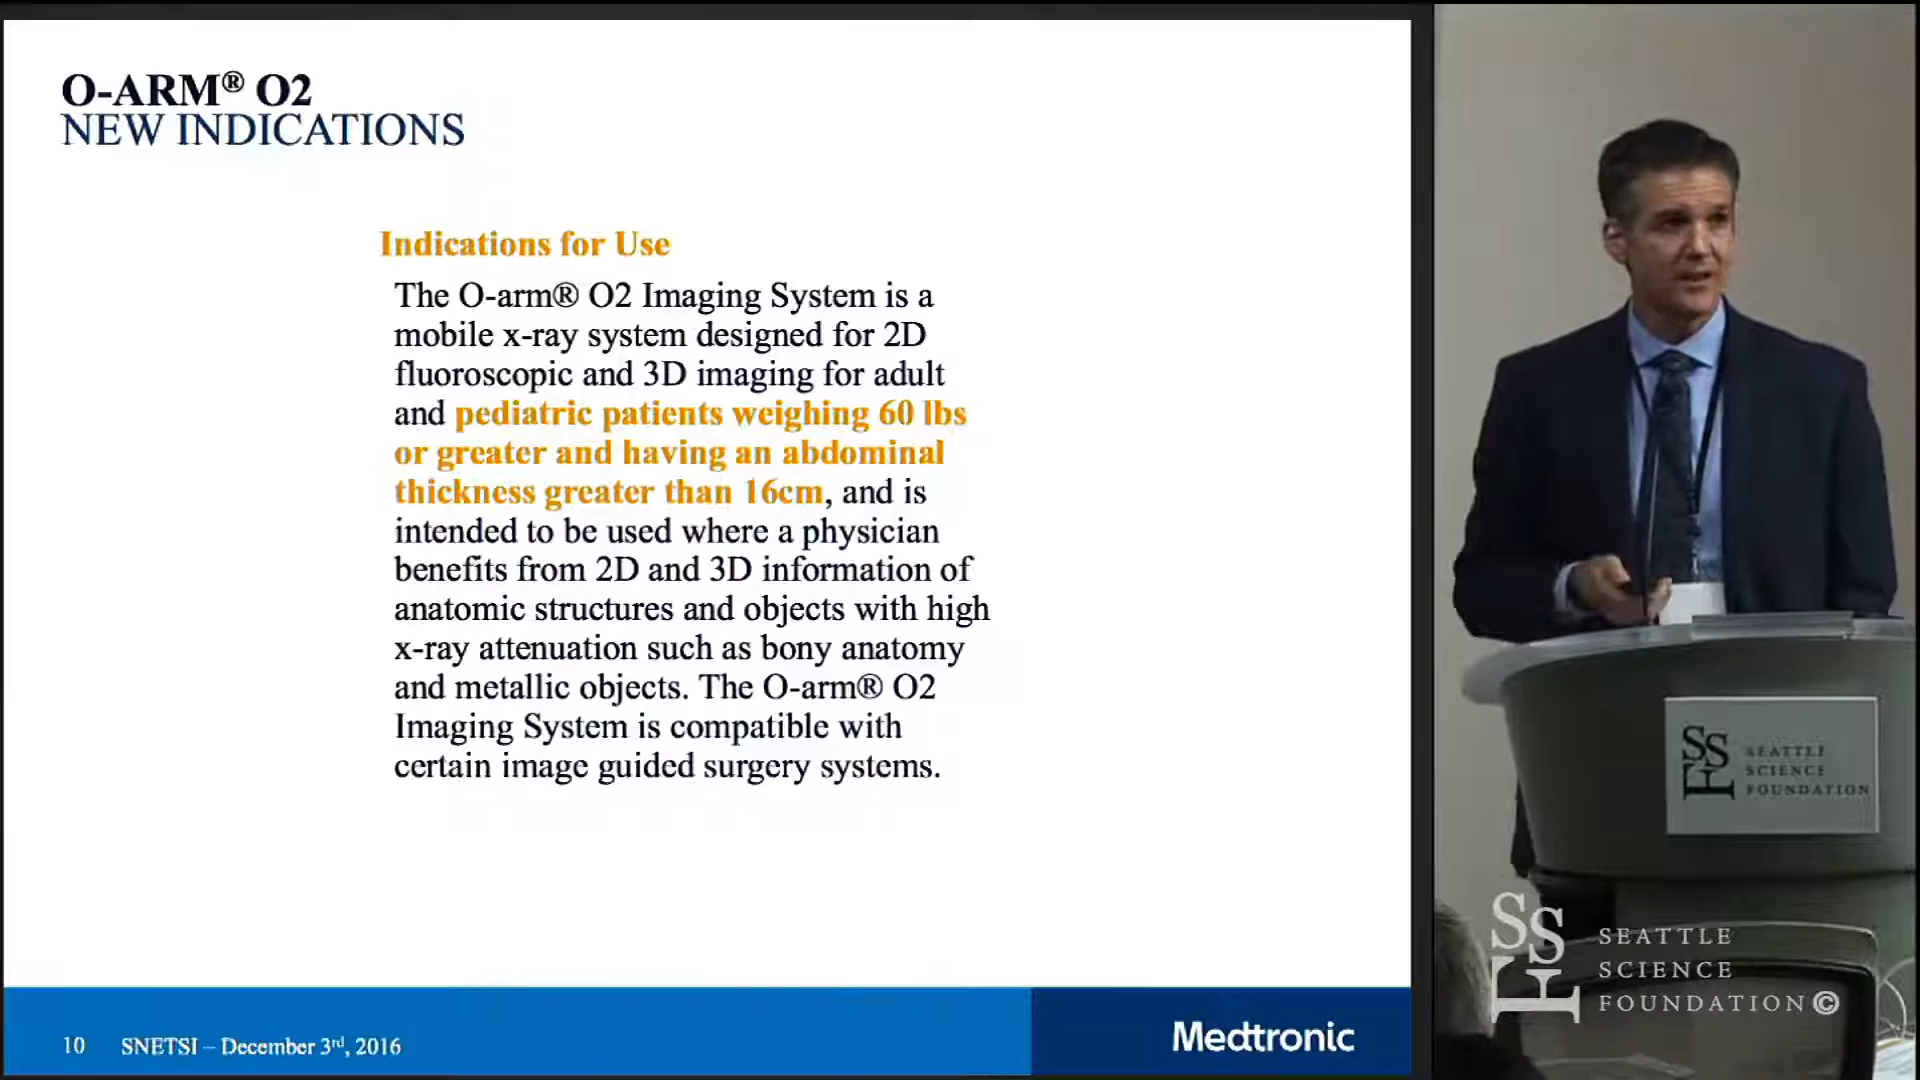 O-ARM® O2
NEW INDICATIONS
Indications for Use
The O-arm® O2 Imaging System is a
mobile x-ray system designed for 2D
fluoroscopic and 3D imaging for adult
and pediatric patients weighing 60 lbs
or greater and having an abdominal
thickness greater than 16cm, and is
intended to be used where a physician
benefits from 2D and 3D information of
anatomic structures and objects with high
x-ray attenuation such as bony anatomy
and metallic objects. The O-arm® O2
Imaging System is compatible with
certain image guided surgery systems.
10 SNETSI – December 3rd, 2016
Medtronic
SSF
SEATTLE
SCIENCE
FOUNDATION
SSF
SEATTLE
SCIENCE
FOUNDATION©